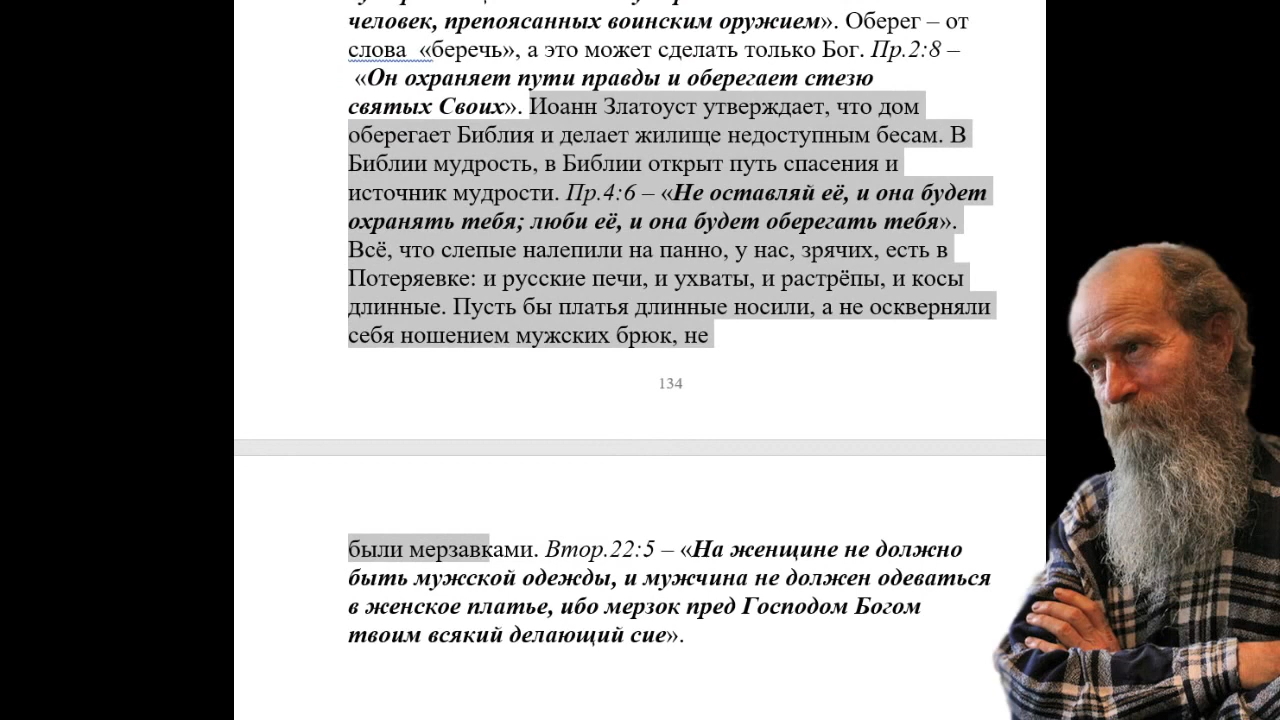 человек, препоясанных воинским оружием». Оберег – от
слова «беречь», а это может сделать только Бог. Пр.2:8 –
«Он охраняет пути правды и оберегает стезю
святых Своих». Иоанн Златоуст утверждает, что дом
оберегает Библия и делает жилище недоступным бесам. В
Библии мудрость, в Библии открыт путь спасения и
источник мудрости. Пр.4:6 – «Не оставляй её, и она будет
охранять тебя; люби её, и она будет оберегать тебя».
Всё, что слепые налепили на панно, у нас, зрячих, есть в
Потеряевке: и русские печи, и ухваты, и растрёпы, и косы
длинные. Пусть бы платья длинные носили, а не оскверняли
себя ношением мужских брюк, не
134
были мерзавками. Втор.22:5 – «На женщине не должно
быть мужской одежды, и мужчина не должен одеваться
в женское платье, ибо мерзок пред Господом Богом
твоим всякий делающий сие».